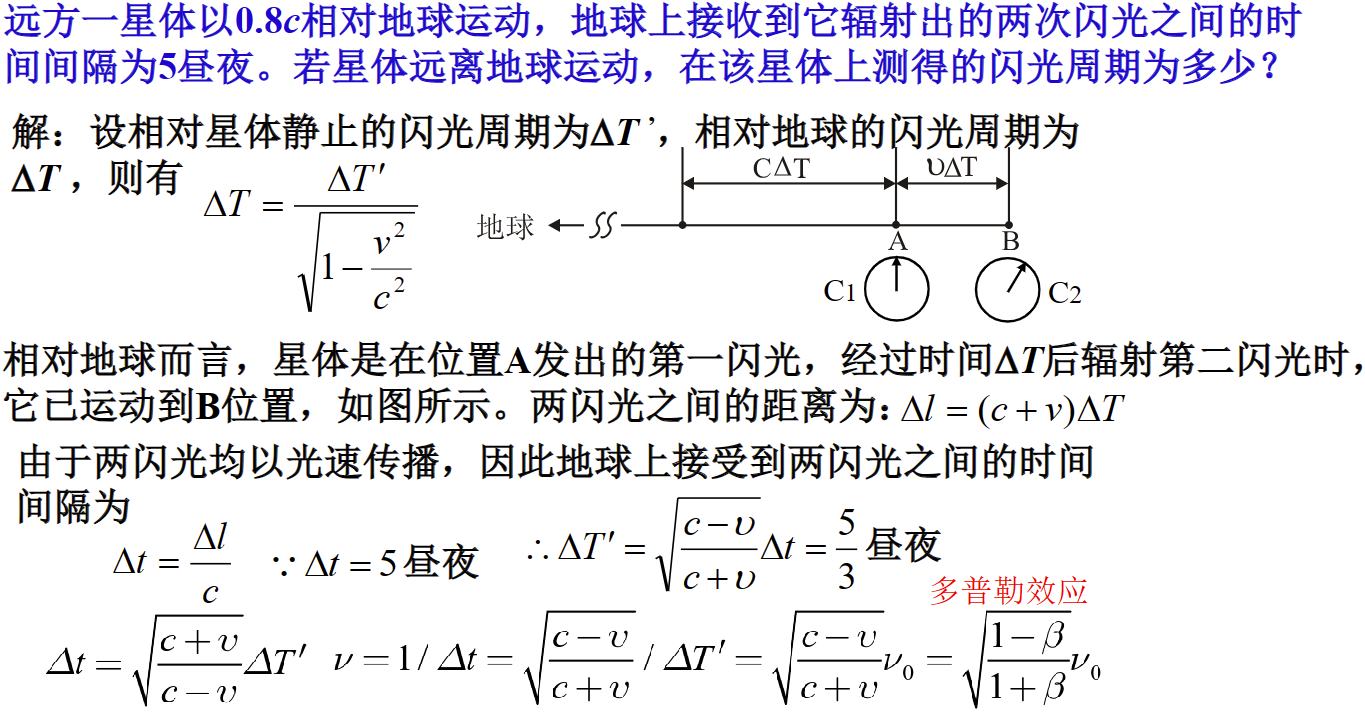 远方一星体以0.8c相对地球运动，地球上接收到它辐射出的两次闪光之间的时
间间隔为5昼夜。若星体远离地球运动，在该星体上测得的闪光周期为多少？
解：设相对星体静止的闪光周期为ΔT’，相对地球的闪光周期为
ΔT，则有 ΔT = ΔT′ / √(1 − v²/c²)
CΔT υΔT
地球
A B
C1 C2
相对地球而言，星体是在位置A发出的第一闪光，经过时间ΔT后辐射第二闪光时，
它已运动到B位置，如图所示。两闪光之间的距离为：Δl = (c + v)ΔT
由于两闪光均以光速传播，因此地球上接受到两闪光之间的时间
间隔为
Δt = Δl / c ∵ Δt = 5昼夜 ∴ ΔT′ = √((c − υ)/(c + υ)) Δt = 5/3 昼夜
多普勒效应
Δt = √((c + υ)/(c − υ)) ΔT′ ν = 1/ Δt = √((c − υ)/(c + υ)) / ΔT′ = √((c − υ)/(c + υ)) ν₀ = √((1 − β)/(1 + β)) ν₀